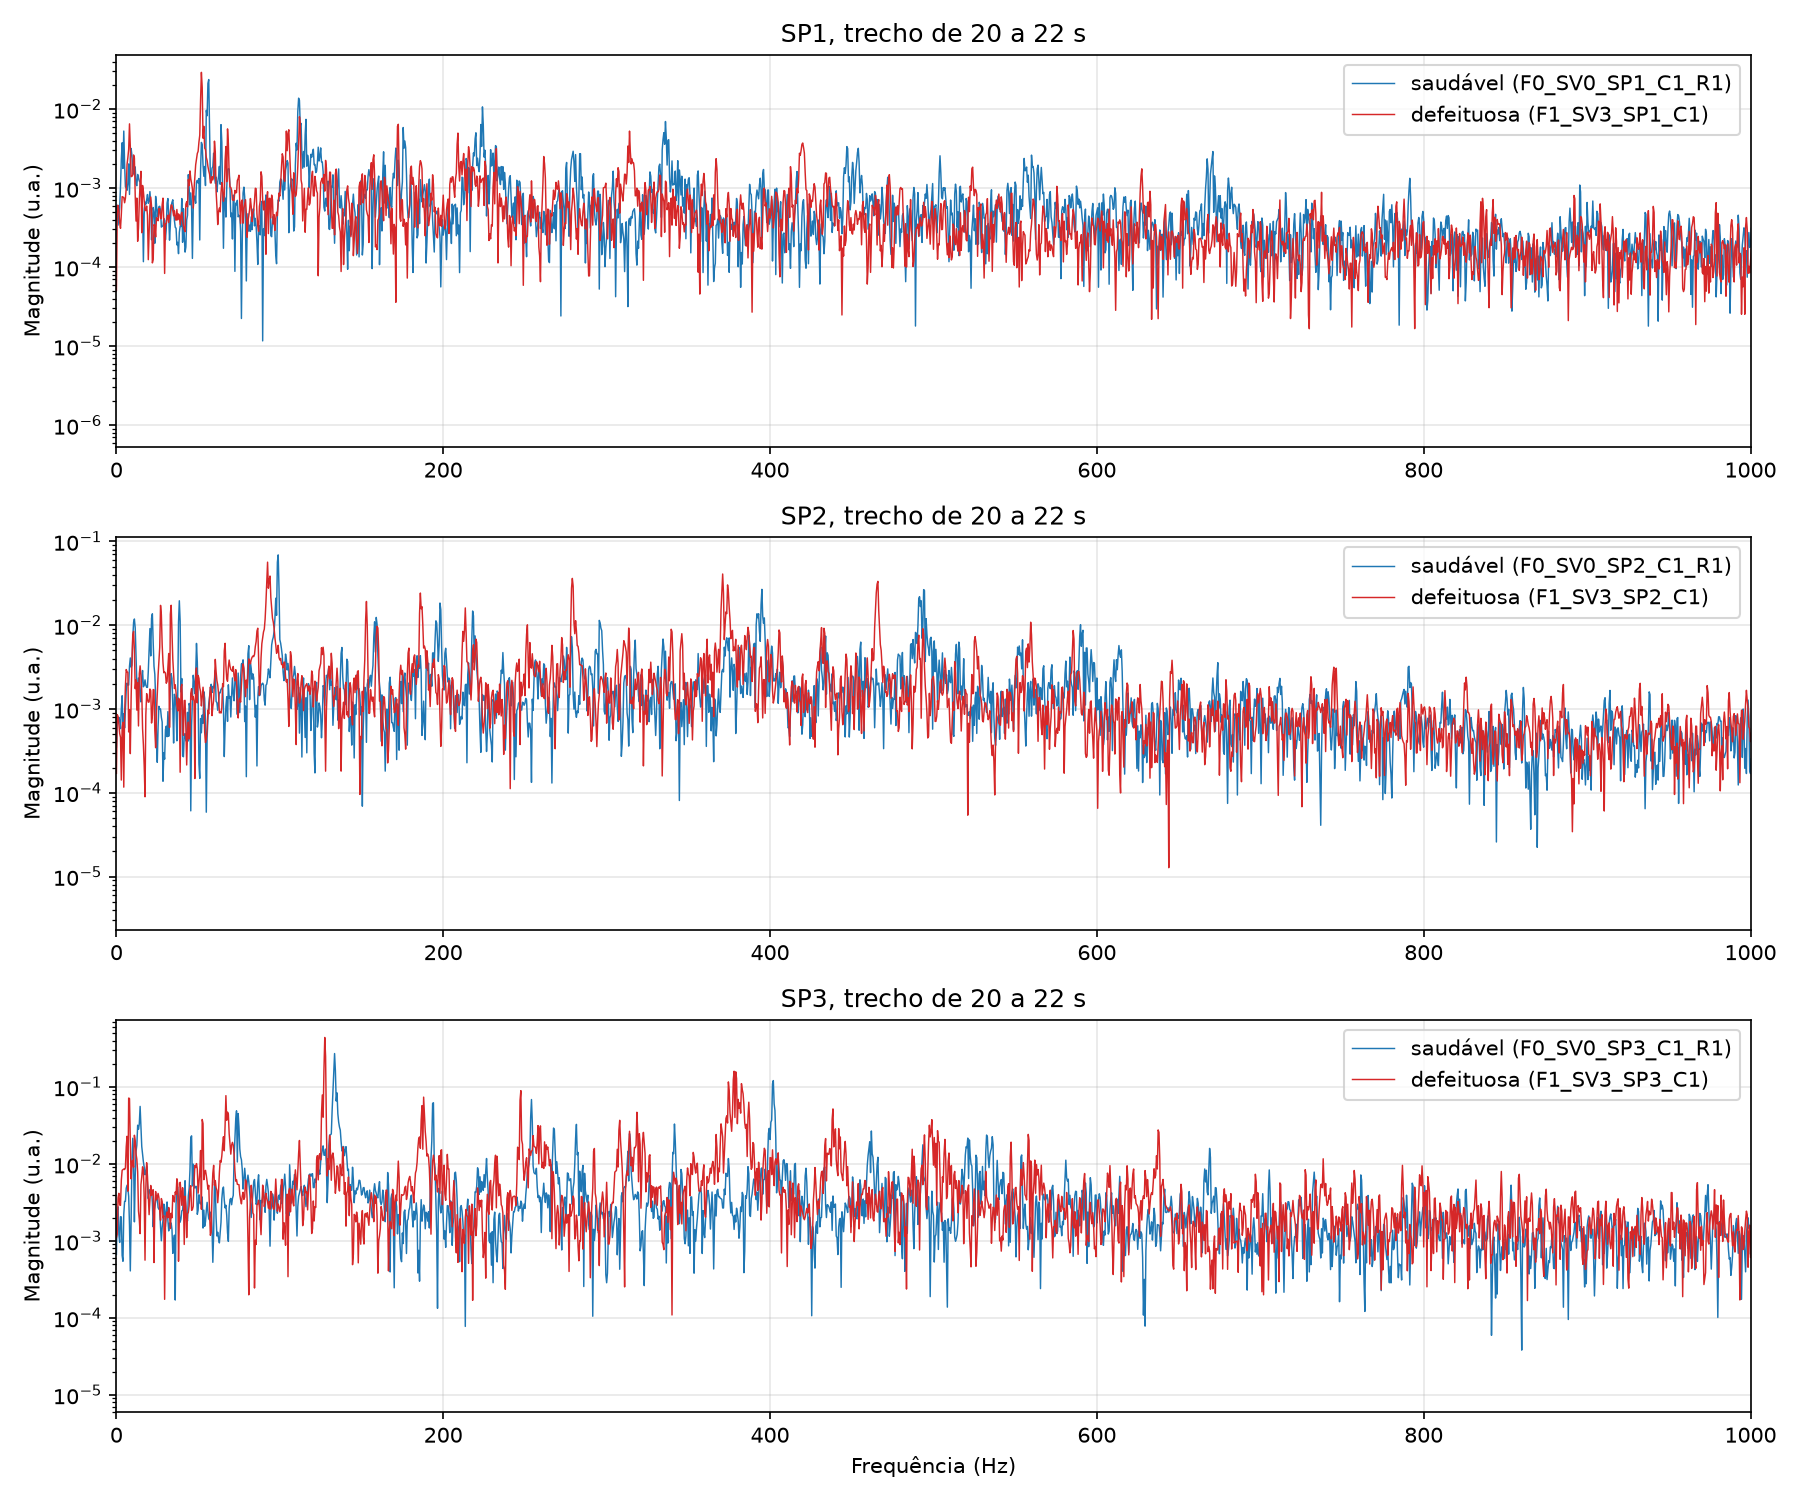 SP1, trecho de 20 a 22 s
Magnitude (u.a.)
10⁻²
10⁻³
10⁻⁴
10⁻⁵
10⁻⁶
saudável (F0_SV0_SP1_C1_R1)
defeituosa (F1_SV3_SP1_C1)
0 200 400 600 800 1000
SP2, trecho de 20 a 22 s
Magnitude (u.a.)
10⁻¹
10⁻²
10⁻³
10⁻⁴
10⁻⁵
saudável (F0_SV0_SP2_C1_R1)
defeituosa (F1_SV3_SP2_C1)
0 200 400 600 800 1000
SP3, trecho de 20 a 22 s
Magnitude (u.a.)
10⁻¹
10⁻²
10⁻³
10⁻⁴
10⁻⁵
saudável (F0_SV0_SP3_C1_R1)
defeituosa (F1_SV3_SP3_C1)
0 200 400 600 800 1000
Frequência (Hz)